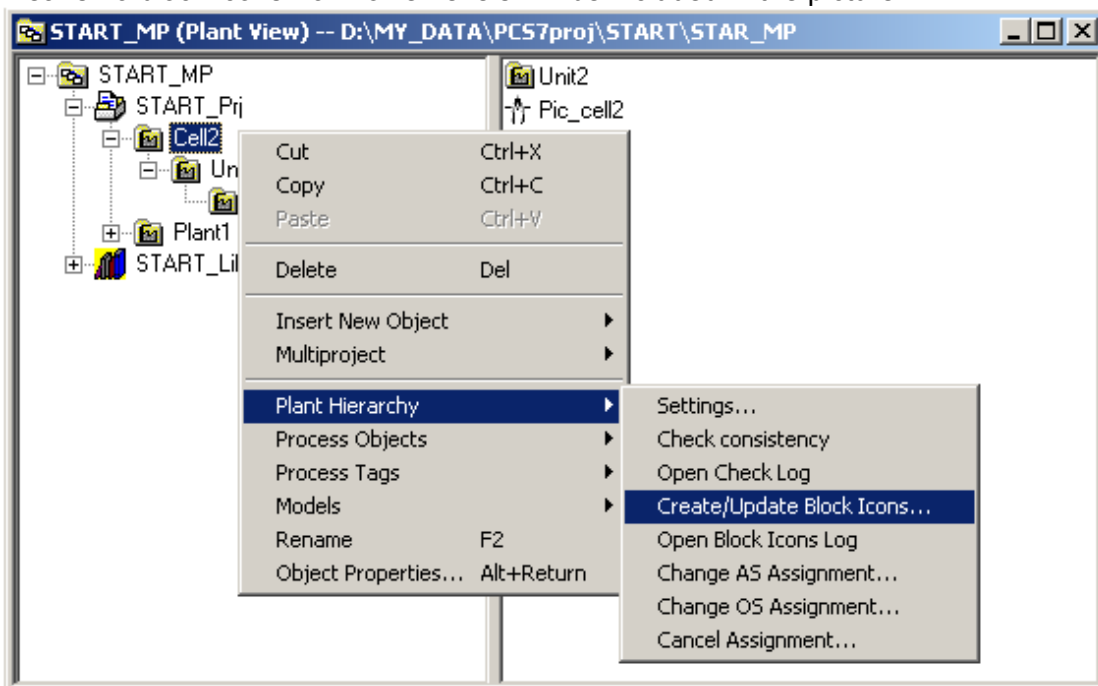 START_MP (Plant View) -- D:\MY_DATA\PCS7proj\START\STAR_MP
START_MP
START_Prj
Cell2
Un
Plant1
START_Lil
Unit2
Pic_cell2
Cut Ctrl+X
Copy Ctrl+C
Paste Ctrl+V
Delete Del
Insert New Object
Multiproject
Plant Hierarchy
Process Objects
Process Tags
Models
Rename F2
Object Properties... Alt+Return
Settings...
Check consistency
Open Check Log
Create/Update Block Icons...
Open Block Icons Log
Change AS Assignment...
Change OS Assignment...
Cancel Assignment...